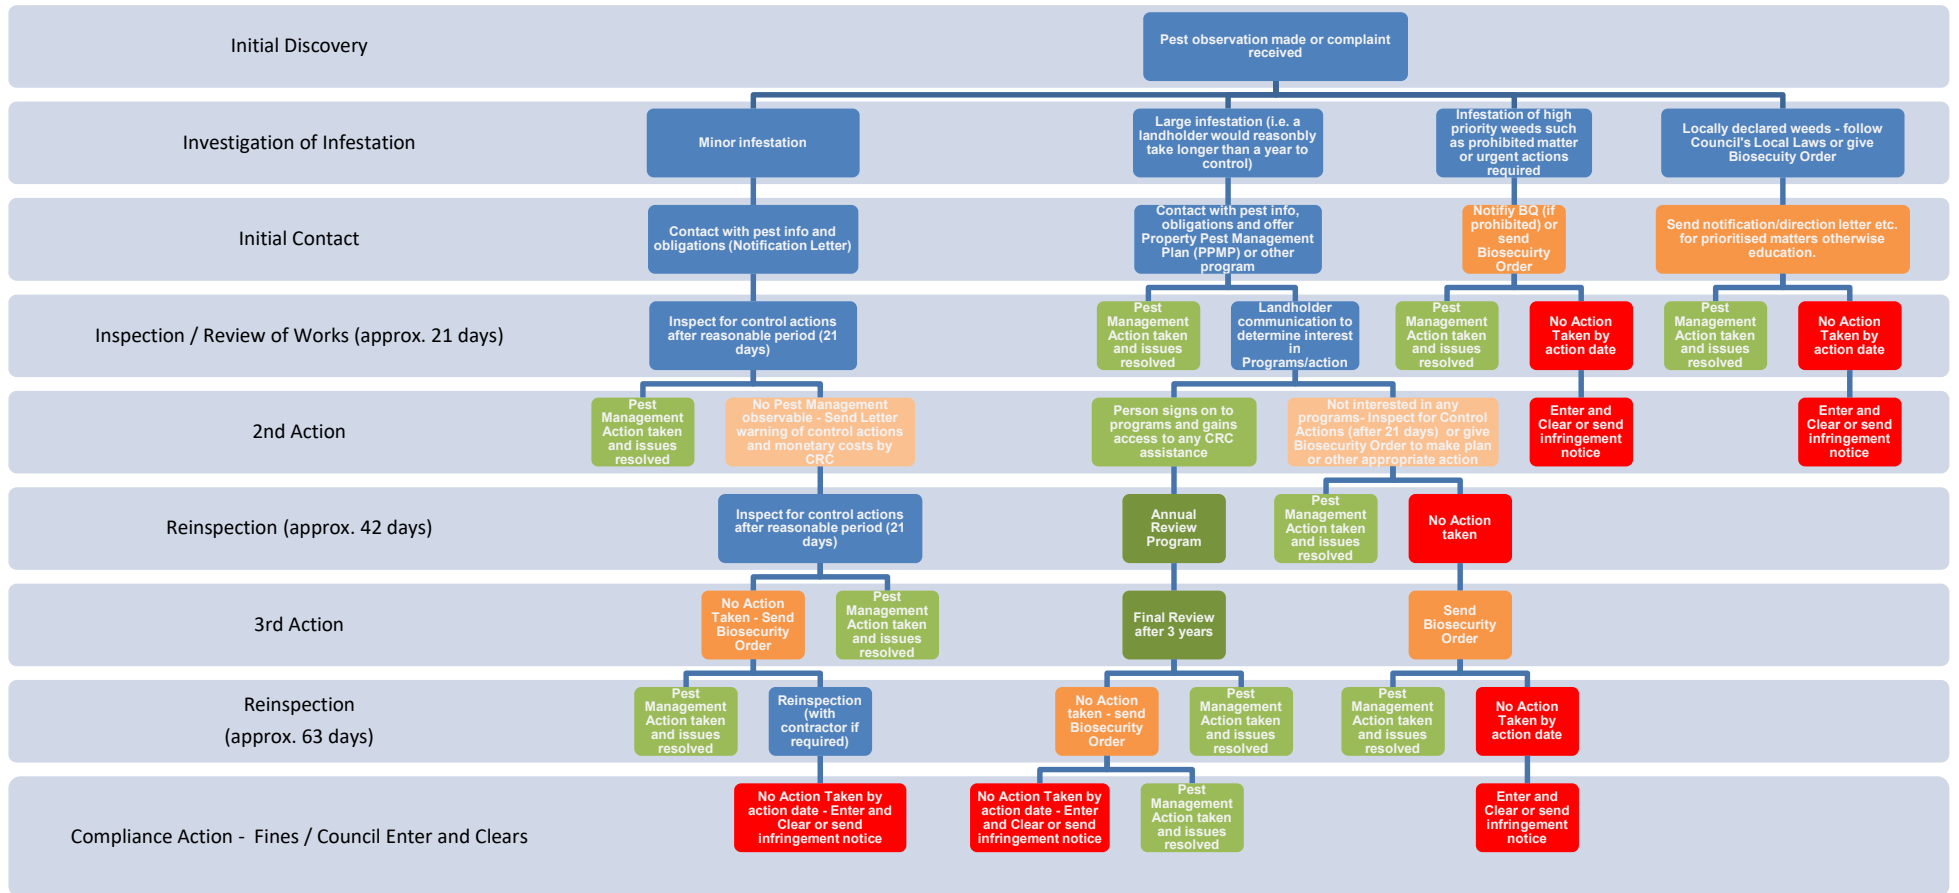 Initial Discovery
Pest observation made or complaint
received
Investigation of Infestation
Minor infestation
Large infestation (i.e. a
landholder would reasonbly
take longer than a year to
control)
Infestation of high
priority weeds such
as prohibited matter
or urgent actions
required
Locally declared weeds - follow
Council's Local Laws or give
Biosecuity Order
Initial Contact
Contact with pest info and
obligations (Notification Letter)
Contact with pest info,
obligations and offer
Property Pest Management
Plan (PPMP) or other
program
Notifiy BQ (if
prohibited) or
send
Biosecuirty
Order
Send notification/direction letter etc.
for prioritised matters otherwise
education.
Inspection / Review of Works (approx. 21 days)
Inspect for control actions
after reasonable period (21
days)
Pest
Management
Action taken
and issues
resolved
Landholder
communication to
determine interest
in
Programs/action
Pest
Management
Action taken
and issues
resolved
No Action
Taken by
action date
Pest
Management
Action taken
and issues
resolved
No Action
Taken by
action date
2nd Action
Pest
Management
Action taken
and issues
resolved
No Pest Management
observable - Send Letter
warning of control actions
and monetary costs by
CRC
Person signs on to
programs and gains
access to any CRC
assistance
Not interested in any
programs- Inspect for Control
Actions (after 21 days) or give
Biosecurity Order to make plan
or other appropriate action
Enter and
Clear or send
infringement
notice
Enter and
Clear or send
infringement
notice
Reinspection (approx. 42 days)
Inspect for control actions
after reasonable period (21
days)
Annual
Review
Program
Pest
Management
Action taken
and issues
resolved
No Action
taken
3rd Action
No Action
Taken - Send
Biosecurity
Order
Pest
Management
Action taken
and issues
resolved
Final Review
after 3 years
Send
Biosecurity
Order
Reinspection
(approx. 63 days)
Pest
Management
Action taken
and issues
resolved
Reinspection
(with
contractor if
required)
No Action
taken - send
Biosecurity
Order
Pest
Management
Action taken
and issues
resolved
Pest
Management
Action taken
and issues
resolved
No Action
Taken by
action date
Compliance Action - Fines / Council Enter and Clears
No Action Taken by
action date - Enter and
Clear or send
infringement notice
No Action Taken by
action date - Enter
and Clear or send
infringement notice
Pest
Management
Action taken
and issues
resolved
Enter and
Clear or send
infringement
notice